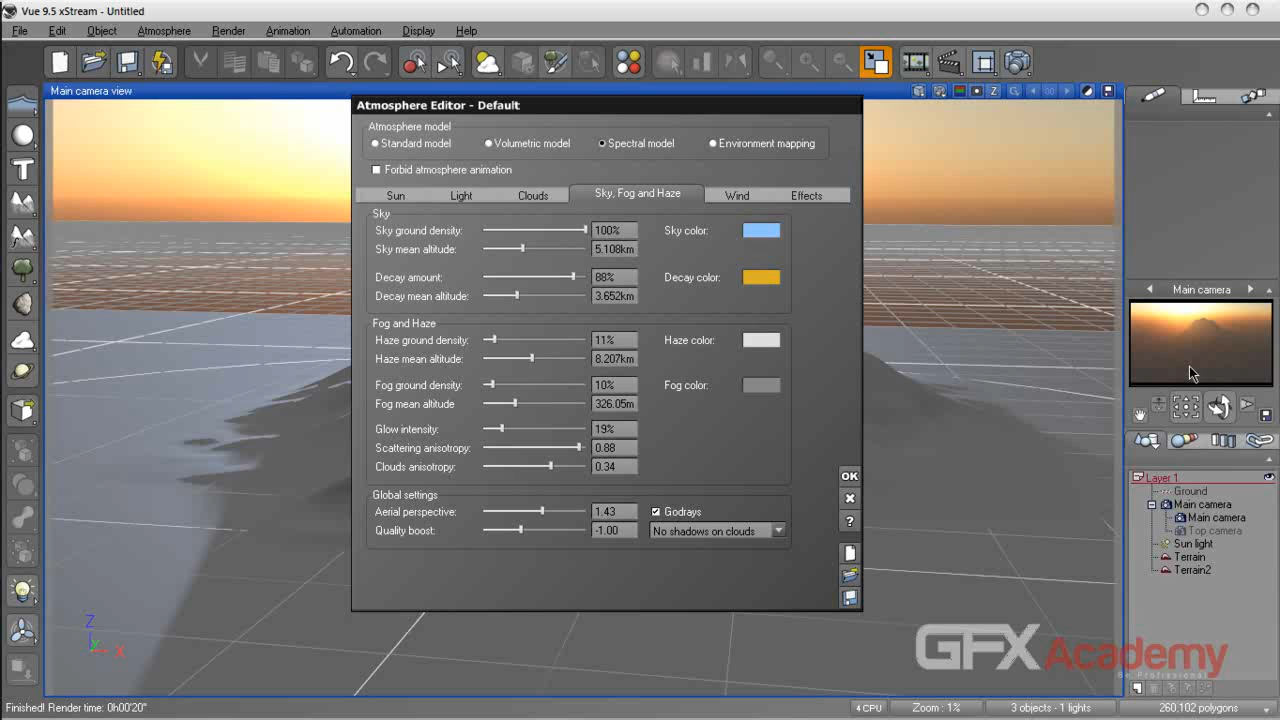 Vue 9.5 xStream - Untitled
File Edit Object Atmosphere Render Animation Automation Display Help
Main camera view
Atmosphere Editor - Default
Atmosphere model
Standard model Volumetric model Spectral model Environment mapping
Forbid atmosphere animation
Sun Light Clouds Sky, Fog and Haze Wind Effects
Sky
Sky ground density: 100% Sky color:
Sky mean altitude: 5.108km
Decay amount: 88% Decay color:
Decay mean altitude: 3.652km
Fog and Haze
Haze ground density: 11% Haze color:
Haze mean altitude: 8.207km
Fog ground density: 10% Fog color:
Fog mean altitude 326.05m
Glow intensity: 19%
Scattering anisotropy: 0.88
Clouds anisotropy: 0.34
Global settings
Aerial perspective: 1.43 Godrays
Quality boost: -1.00 No shadows on clouds
OK
?
Main camera
Layer 1
Ground
Main camera
Main camera
Top camera
Sun light
Terrain
Terrain2
Z
Y
X
GFXAcademy
Be Professional
Finished! Render time: 0h00'20" 4 CPU Zoom : 1% 3 objects - 1 lights 260,102 polygons